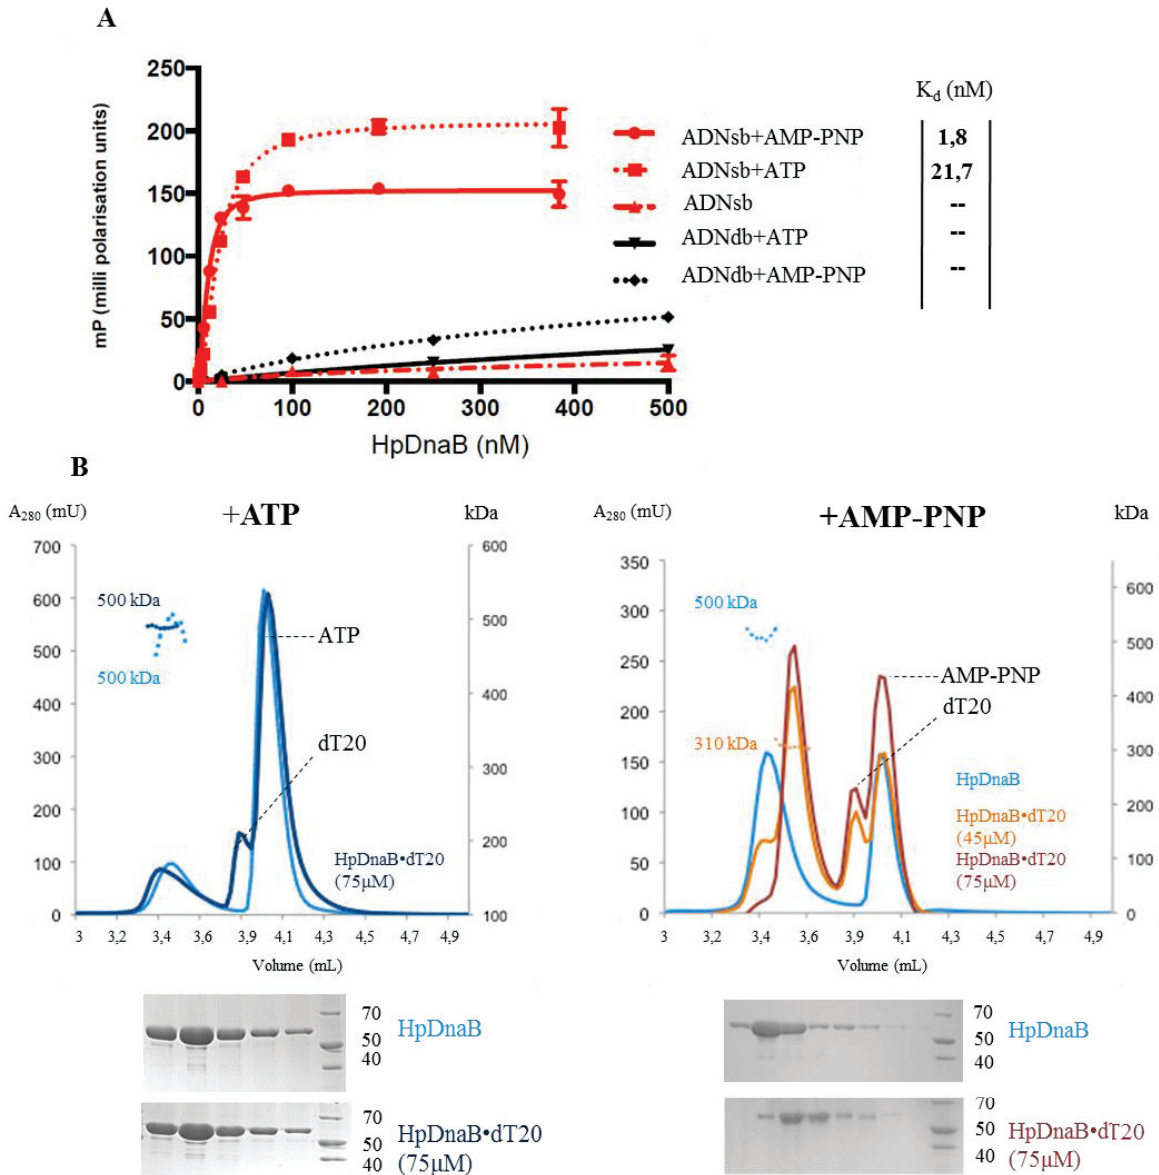 A
mP (milli polarisation units)
250
200
150
100
50
0
0 100 200 300 400 500
HpDnaB (nM)
Kd (nM)
ADNsb+AMP-PNP 1,8
ADNsb+ATP 21,7
ADNsb --
ADNdb+ATP --
ADNdb+AMP-PNP --
B
A280 (mU) +ATP kDa
700
600
500
400
300
200
100
0
600
500
400
300
200
100
500 kDa
500 kDa
ATP
dT20
HpDnaB•dT20
(75µM)
3 3,2 3,4 3,6 3,9 4,1 4,3 4,5 4,7 4,9
Volume (mL)
A280 (mU) +AMP-PNP kDa
350
300
250
200
150
100
50
0
600
500
400
300
200
100
0
500 kDa
310 kDa
AMP-PNP
dT20
HpDnaB
HpDnaB•dT20
(45µM)
HpDnaB•dT20
(75µM)
3 3,2 3,4 3,6 3,9 4,1 4,3 4,5 4,7 4,9
Volume (mL)
70
50
40
HpDnaB
70
50
40
HpDnaB•dT20
(75µM)
70
50
40
HpDnaB
70
50
40
HpDnaB•dT20
(75µM)